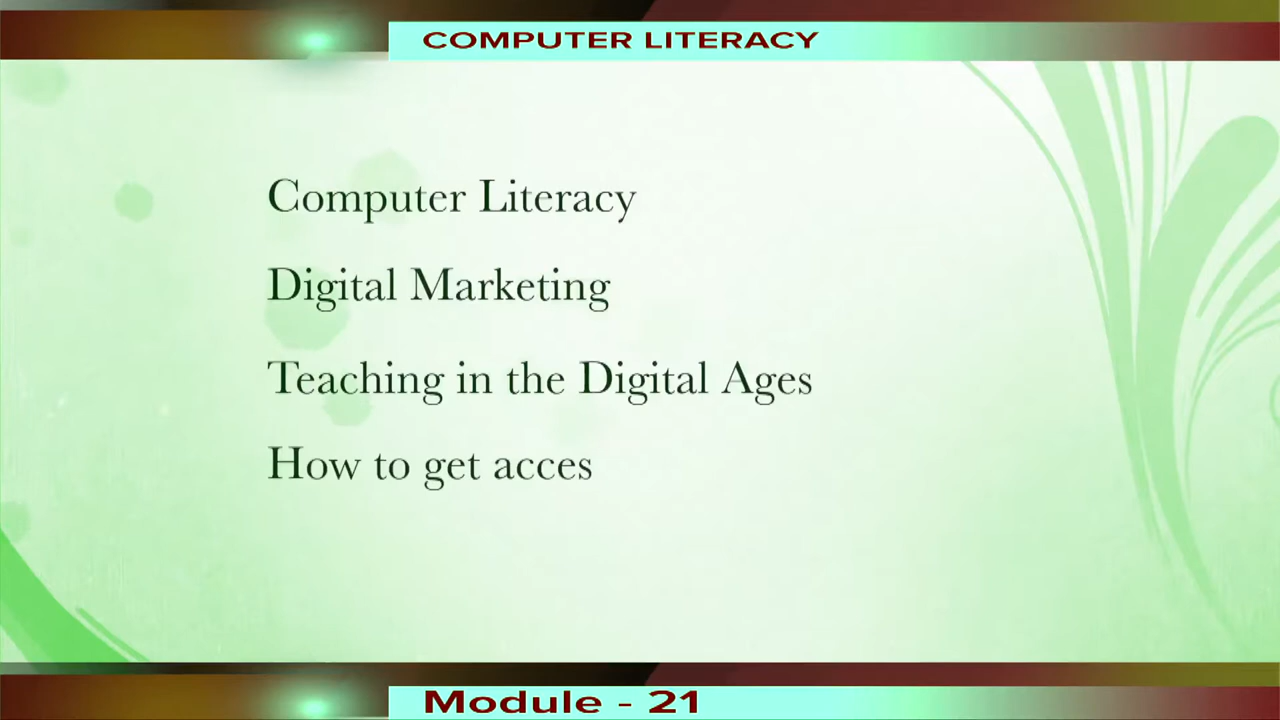 COMPUTER LITERACY
Computer Literacy
Digital Marketing
Teaching in the Digital Ages
How to get acces
Module - 21